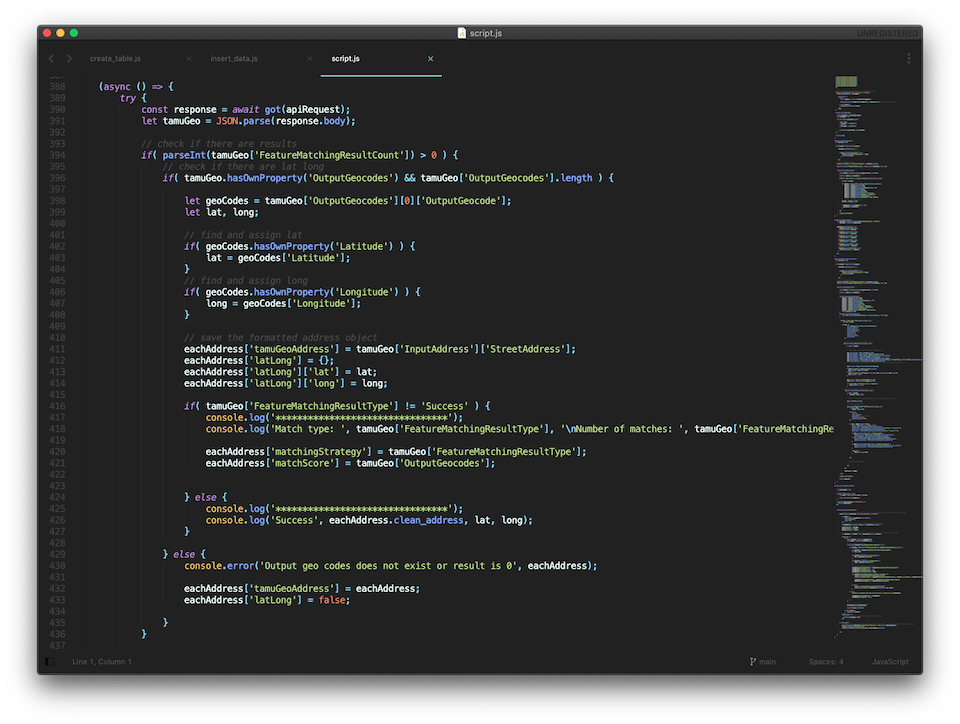 script.js
UNREGISTERED
create_table.js
insert_data.js
script.js
387
388 (async () => {
389 try {
390 const response = await got(apiRequest);
391 let tamuGeo = JSON.parse(response.body);
392
393 // check if there are results
394 if( parseInt(tamuGeo['FeatureMatchingResultCount']) > 0 ) {
395 // check if there are lat long
396 if( tamuGeo.hasOwnProperty('OutputGeocodes') && tamuGeo['OutputGeocodes'].length ) {
397
398 let geoCodes = tamuGeo['OutputGeocodes'][0]['OutputGeocode'];
399 let lat, long;
400
401 // find and assign lat
402 if( geoCodes.hasOwnProperty('Latitude') ) {
403 lat = geoCodes['Latitude'];
404 }
405 // find and assign long
406 if( geoCodes.hasOwnProperty('Longitude') ) {
407 long = geoCodes['Longitude'];
408 }
409
410 // save the formatted address object
411 eachAddress['tamuGeoAddress'] = tamuGeo['InputAddress']['StreetAddress'];
412 eachAddress['latLong'] = {};
413 eachAddress['latLong']['lat'] = lat;
414 eachAddress['latLong']['long'] = long;
415
416 if( tamuGeo['FeatureMatchingResultType'] != 'Success' ) {
417 console.log('**********************************');
418 console.log('Match type: ', tamuGeo['FeatureMatchingResultType'], '\nNumber of matches: ', tamuGeo['FeatureMatchingRe
419
420 eachAddress['matchingStrategy'] = tamuGeo['FeatureMatchingResultType'];
421 eachAddress['matchScore'] = tamuGeo['OutputGeocodes'];
422
423
424 } else {
425 console.log('**********************************');
426 console.log('Success', eachAddress.clean_address, lat, long);
427 }
428
429 } else {
430 console.error('Output geo codes does not exist or result is 0', eachAddress);
431
432 eachAddress['tamuGeoAddress'] = eachAddress;
433 eachAddress['latLong'] = false;
434
435 }
436 }
437
Line 1, Column 1
main
Spaces: 4
JavaScript